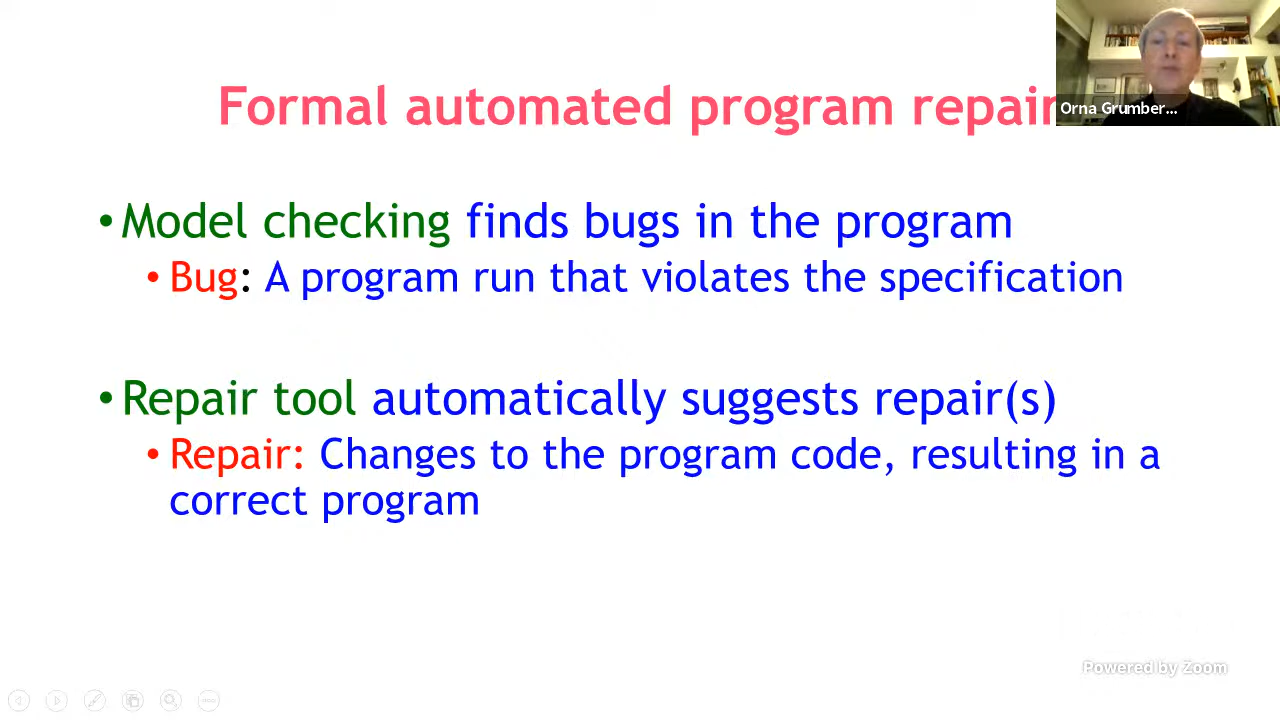 Formal automated program repair
Orna Grumber...
• Model checking finds bugs in the program
• Bug: A program run that violates the specification
• Repair tool automatically suggests repair(s)
• Repair: Changes to the program code, resulting in a
correct program
Powered by Zoom